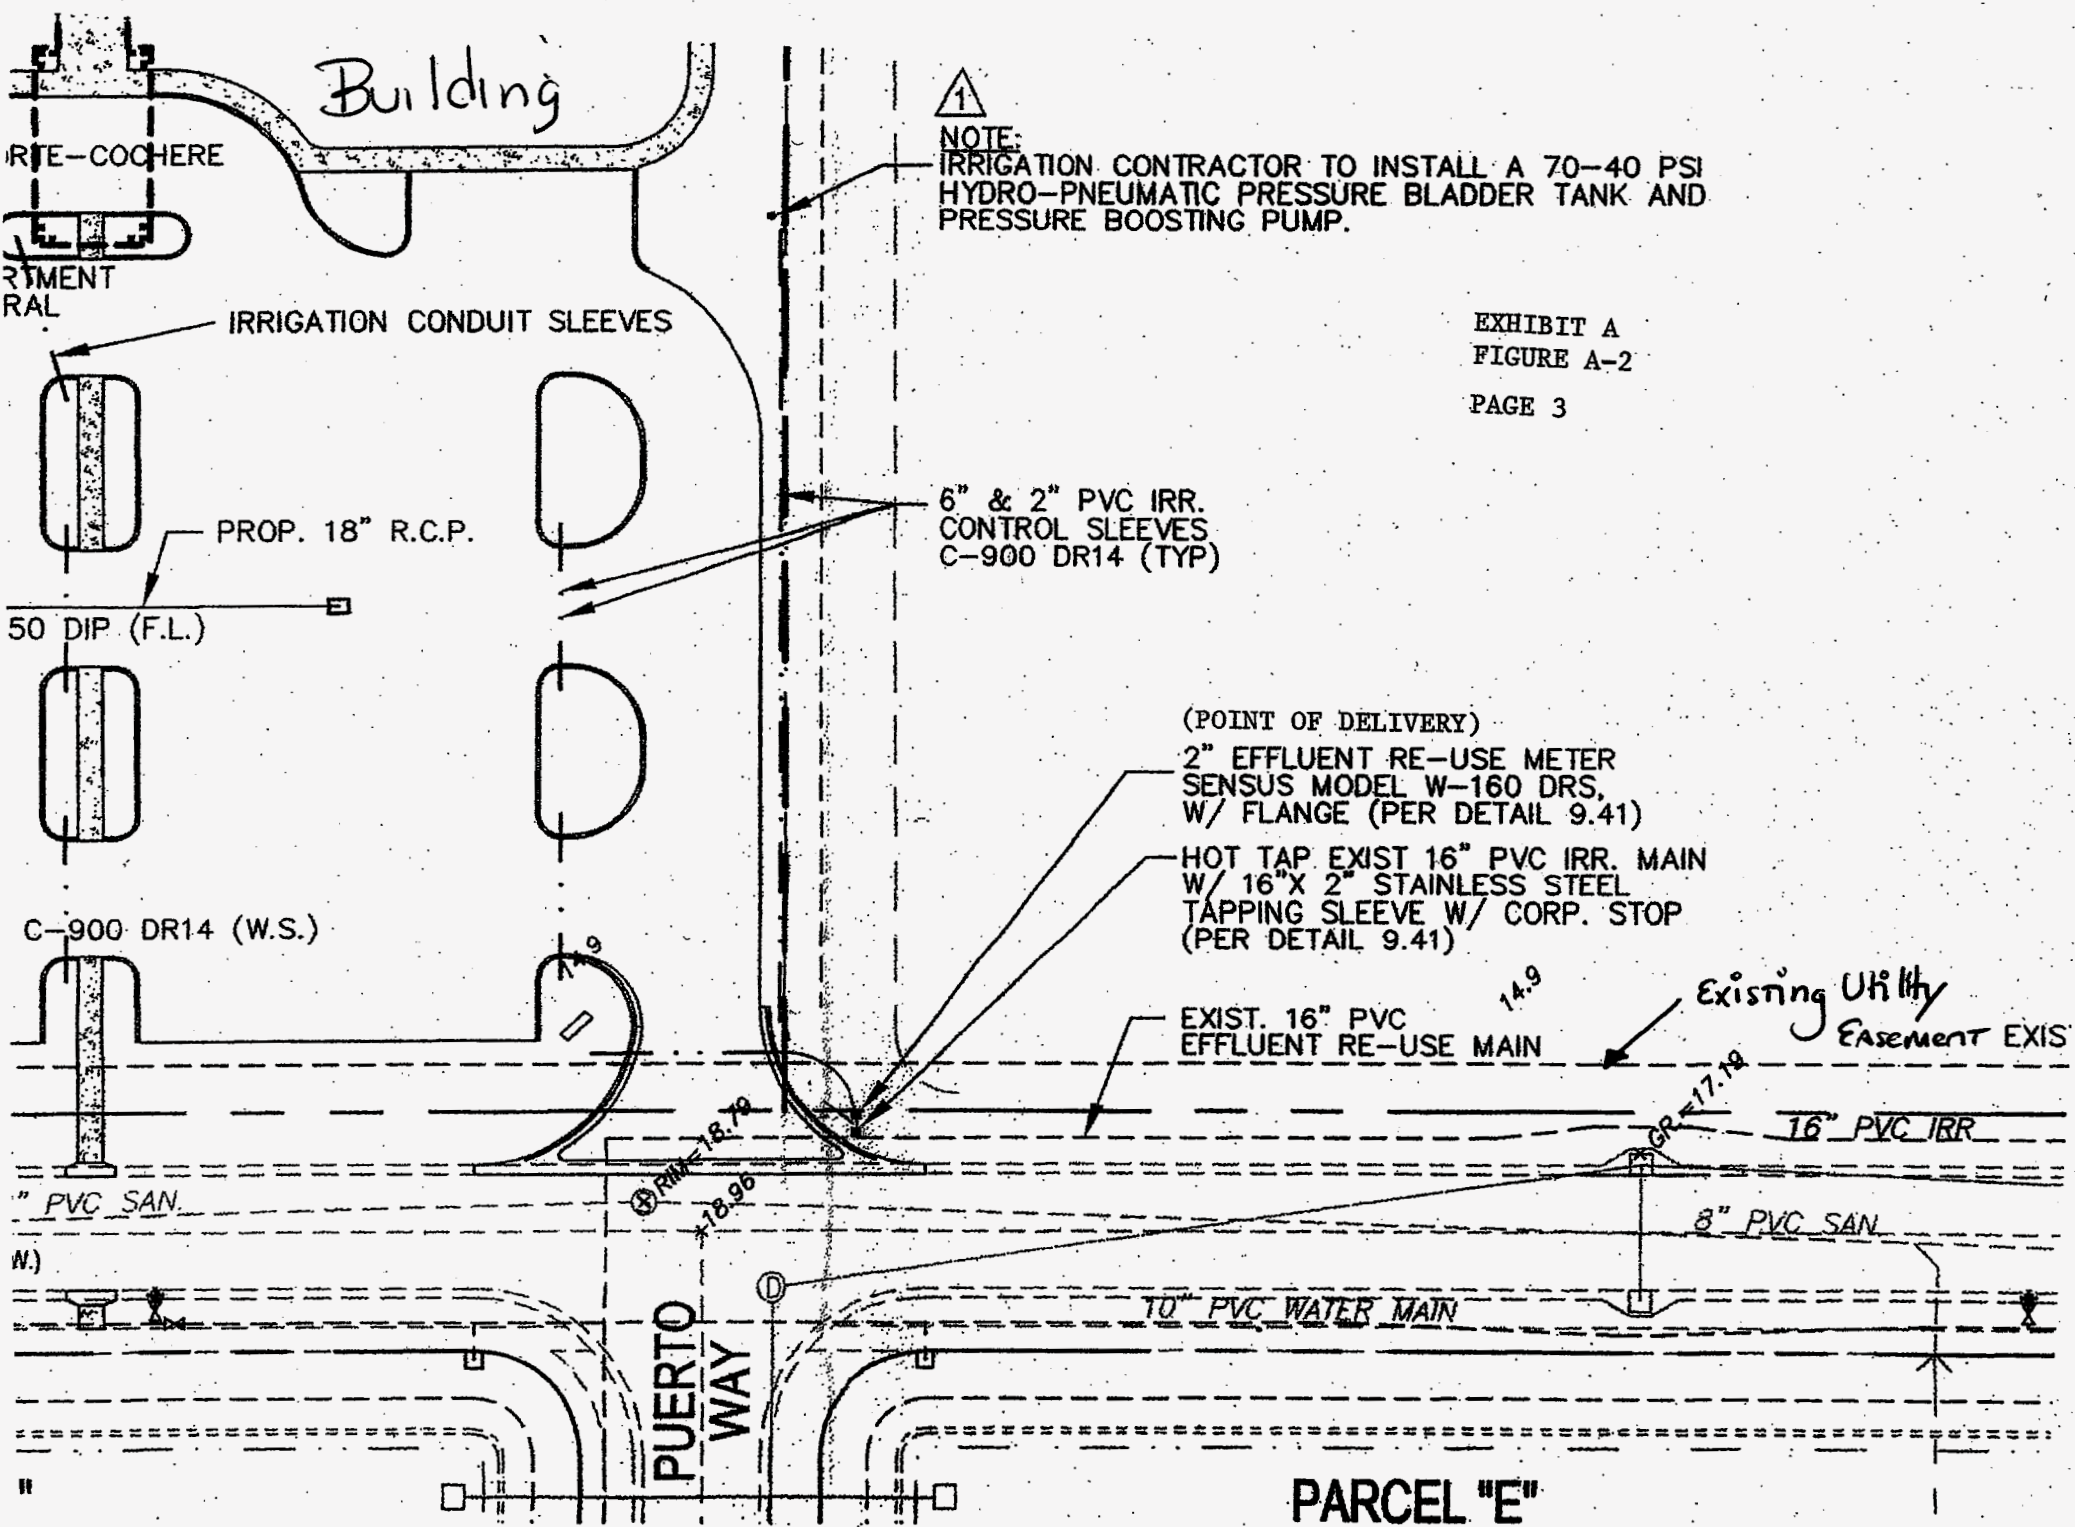 Building
1
NOTE:
IRRIGATION CONTRACTOR TO INSTALL A 70-40 PSI
HYDRO-PNEUMATIC PRESSURE BLADDER TANK AND
PRESSURE BOOSTING PUMP.
RTE-COCHERE
RTMENT
RAL
IRRIGATION CONDUIT SLEEVES
EXHIBIT A
FIGURE A-2
PAGE 3
PROP. 18" R.C.P.
6" & 2" PVC IRR.
CONTROL SLEEVES
C-900 DR14 (TYP)
50 DIP (F.L.)
(POINT OF DELIVERY)
2" EFFLUENT RE-USE METER
SENSUS MODEL W-160 DRS,
W/ FLANGE (PER DETAIL 9.41)
HOT TAP EXIST 16" PVC IRR. MAIN
W/ 16"X 2" STAINLESS STEEL
TAPPING SLEEVE W/ CORP. STOP
(PER DETAIL 9.41)
C-900 DR14 (W.S.)
14.9
Existing Utility
Easement EXIS
EXIST. 16" PVC
EFFLUENT RE-USE MAIN
GR.=17.19
16" PVC IRR
RIM=18.79
18.96
" PVC SAN.
8" PVC SAN
W.)
D
10" PVC WATER MAIN
PUERTO
WAY
PARCEL "E"
"